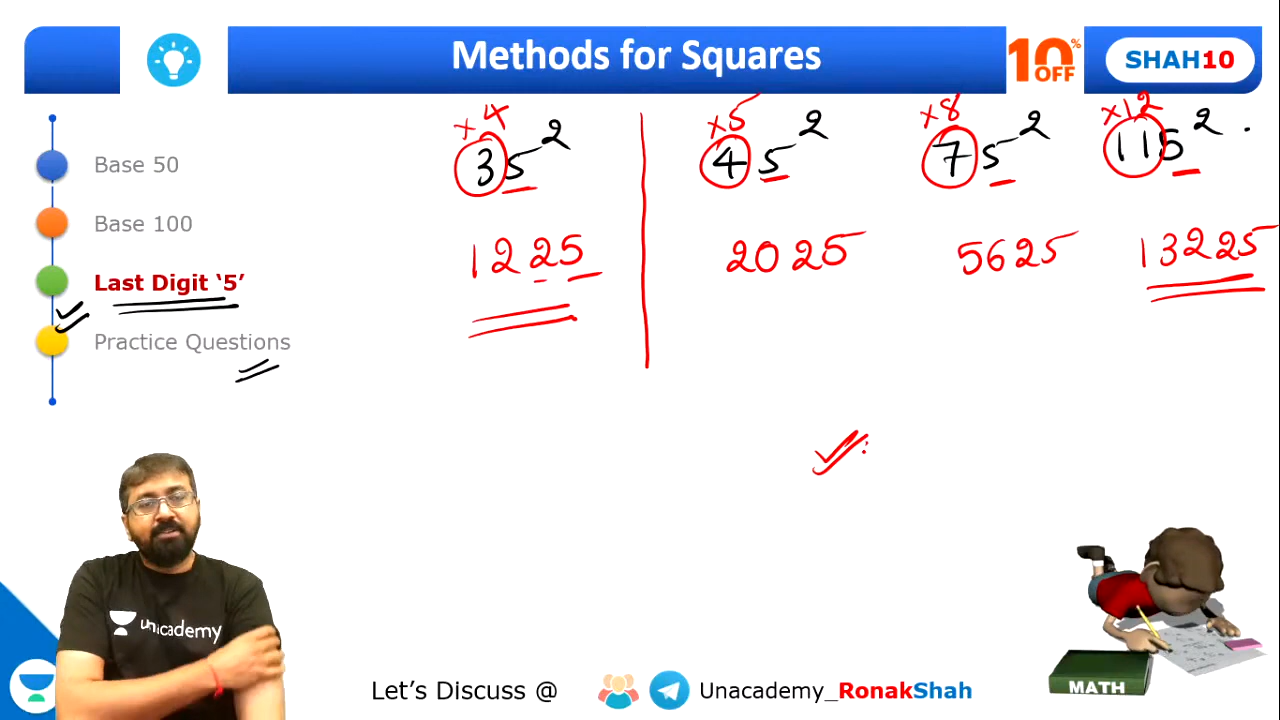 Methods for Squares
10% OFF
SHAH10
Base 50
Base 100
Last Digit ‘5’
Practice Questions
×4
35²
1225
×5
45²
2025
×8
75²
5625
×12
115².
13225
unacademy
MATH
Let’s Discuss @ Unacademy_RonakShah